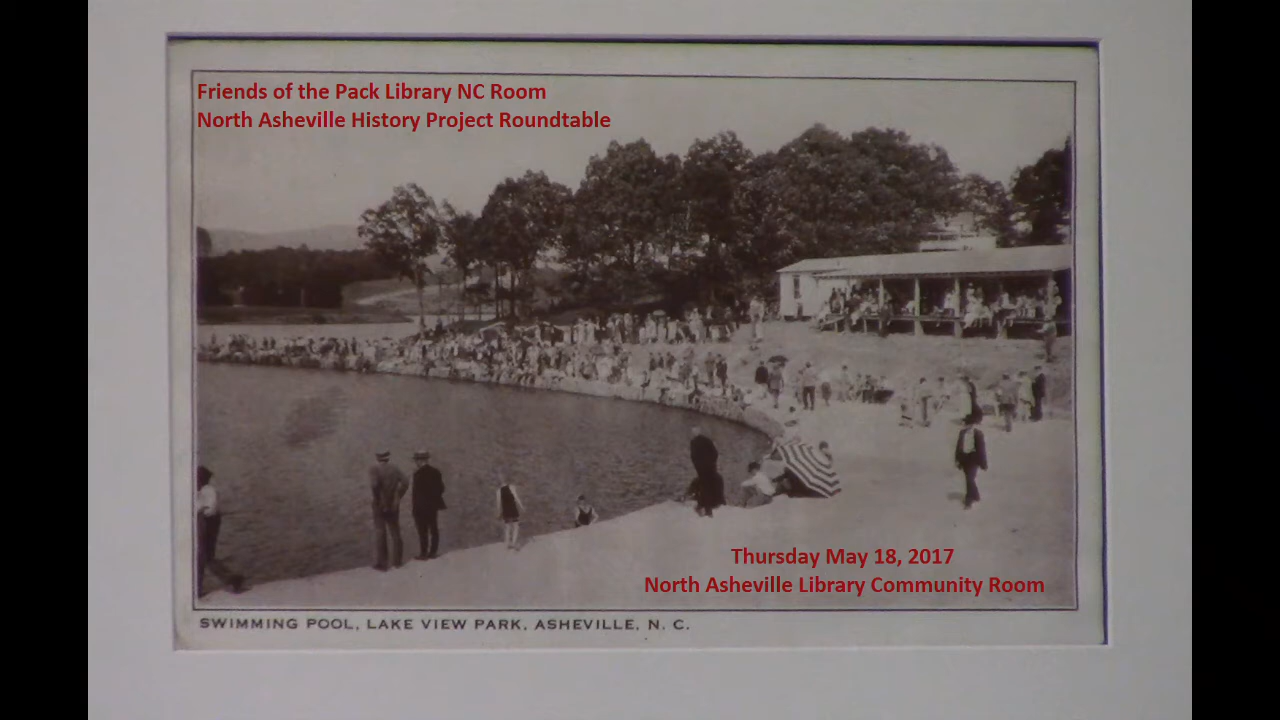 Friends of the Pack Library NC Room
North Asheville History Project Roundtable
Thursday May 18, 2017
North Asheville Library Community Room
SWIMMING POOL, LAKE VIEW PARK, ASHEVILLE, N. C.